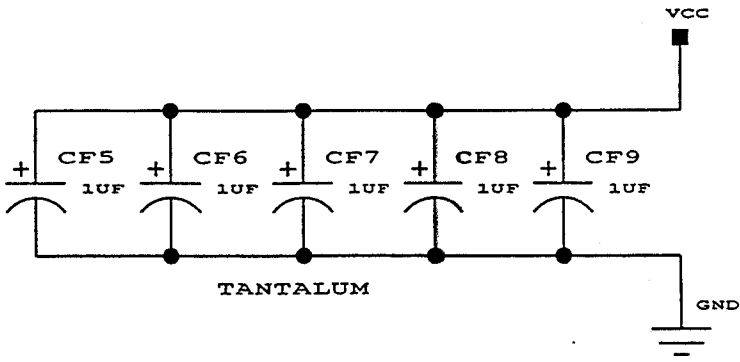 VCC
CF5 CF6 CF7 CF8 CF9
+ + + + +
1UF 1UF 1UF 1UF 1UF
TANTALUM
GND